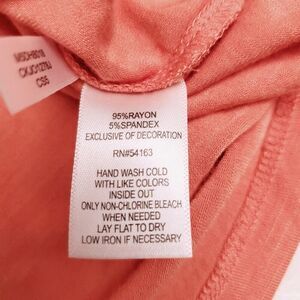 CS5
95%RAYON
5%SPANDEX
EXCLUSIVE OF DECORATION
RN#54163
HAND WASH COLD
WITH LIKE COLORS
INSIDE OUT
ONLY NON-CHLORINE BLEACH
WHEN NEEDED
LAY FLAT TO DRY
LOW IRON IF NECESSARY